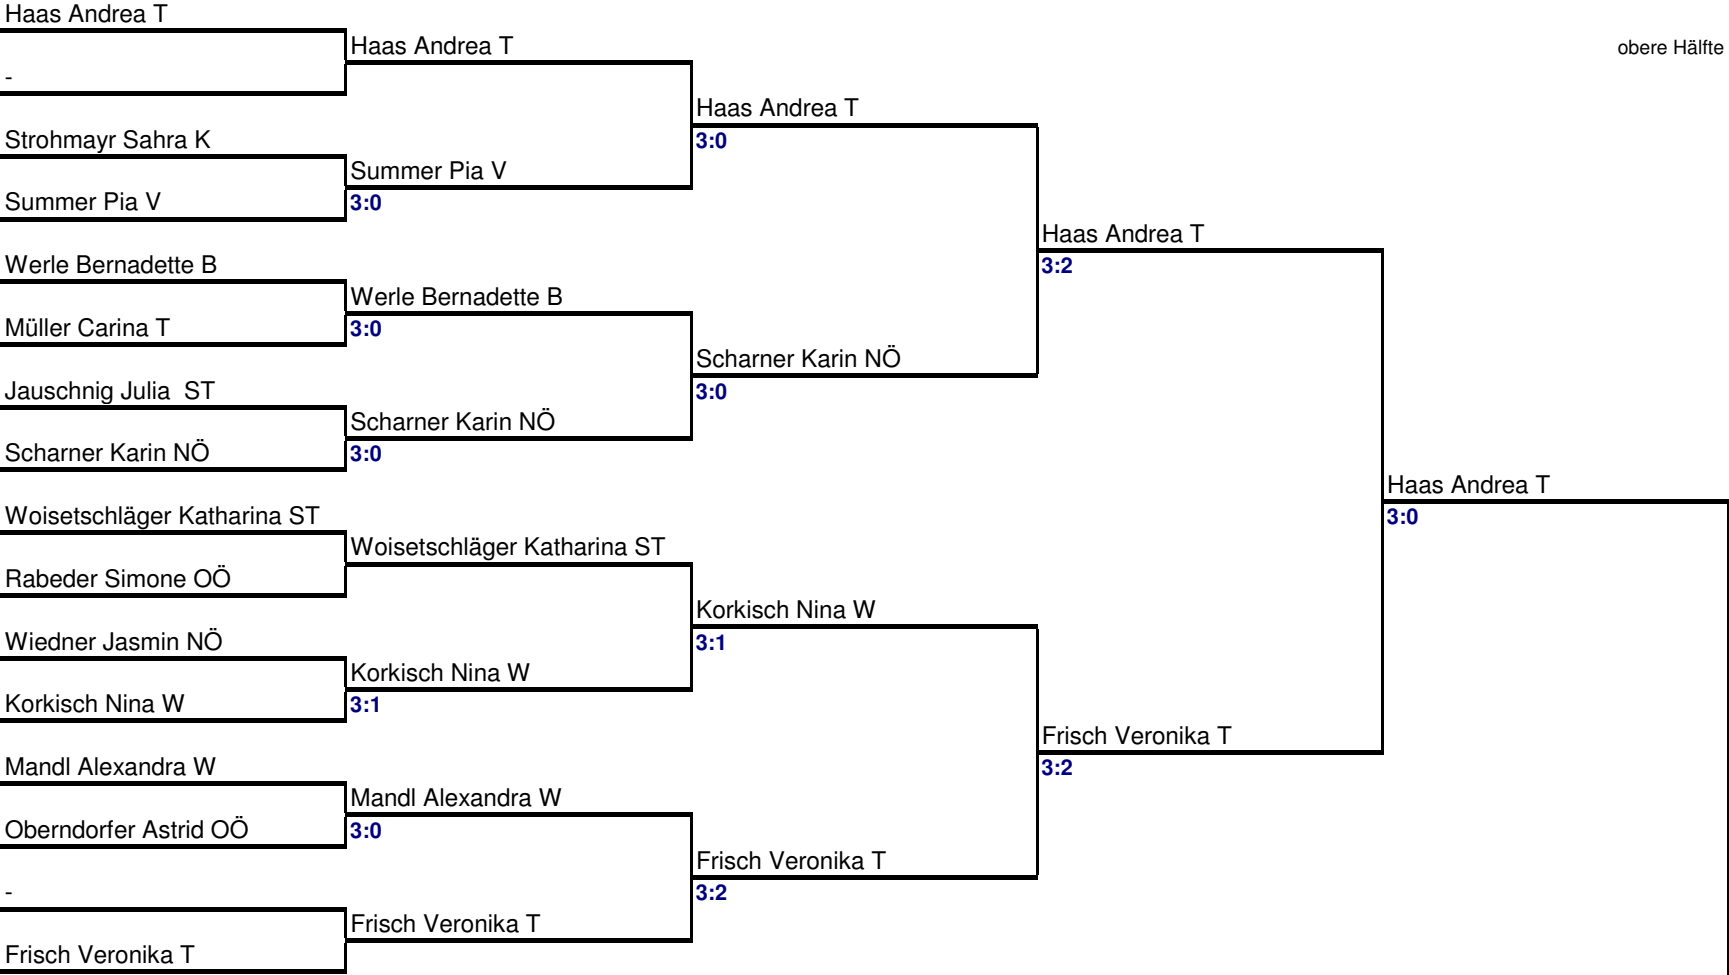 Haas Andrea T
Haas Andrea T
obere Hälfte
-
Haas Andrea T
Strohmayr Sahra K
3:0
Summer Pia V
Summer Pia V
3:0
Haas Andrea T
Werle Bernadette B
3:2
Werle Bernadette B
Müller Carina T
3:0
Scharner Karin NÖ
Jauschnig Julia  ST
3:0
Scharner Karin NÖ
Scharner Karin NÖ
3:0
Haas Andrea T
Woisetschläger Katharina ST
3:0
Woisetschläger Katharina ST
Rabeder Simone OÖ
Korkisch Nina W
Wiedner Jasmin NÖ
3:1
Korkisch Nina W
Korkisch Nina W
3:1
Frisch Veronika T
Mandl Alexandra W
3:2
Mandl Alexandra W
Oberndorfer Astrid OÖ
3:0
Frisch Veronika T
-
3:2
Frisch Veronika T
Frisch Veronika T